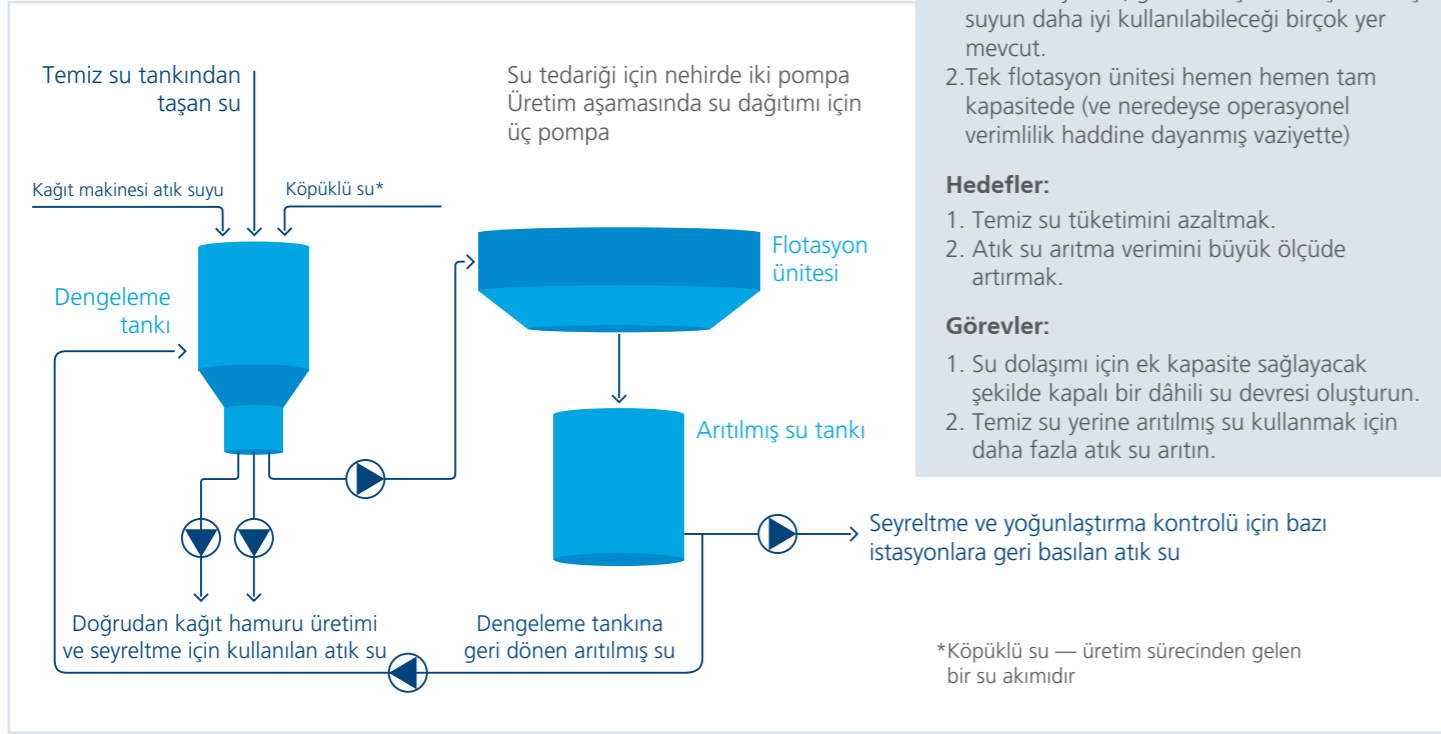 suyun daha iyi kullanılabileceği birçok yer
mevcut.
2.Tek flotasyon ünitesi hemen hemen tam
kapasitede (ve neredeyse operasyonel
verimlilik haddine dayanmış vaziyette)
Hedefler:
1. Temiz su tüketimini azaltmak.
2. Atık su arıtma verimini büyük ölçüde
artırmak.
Görevler:
1. Su dolaşımı için ek kapasite sağlayacak
şekilde kapalı bir dâhili su devresi oluşturun.
2. Temiz su yerine arıtılmış su kullanmak için
daha fazla atık su arıtın.
Temiz su tankından
taşan su
Su tedariği için nehirde iki pompa
Üretim aşamasında su dağıtımı için
üç pompa
Kağıt makinesi atık suyu
Köpüklü su*
Flotasyon
ünitesi
Dengeleme
tankı
Arıtılmış su tankı
Seyreltme ve yoğunlaştırma kontrolü için bazı
istasyonlara geri basılan atık su
Doğrudan kağıt hamuru üretimi
ve seyreltme için kullanılan atık su
Dengeleme tankına
geri dönen arıtılmış su
*Köpüklü su — üretim sürecinden gelen
bir su akımıdır